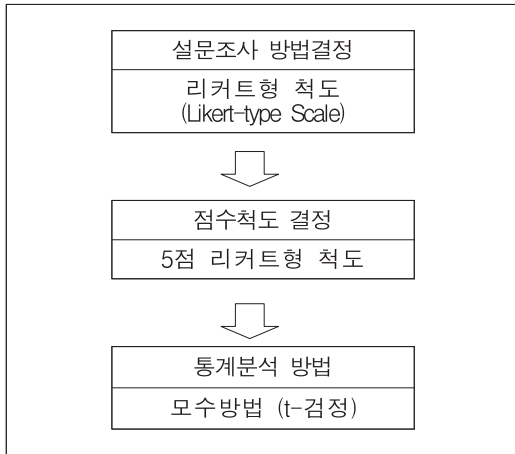 설문조사 방법결정
리커트형 척도
(Likert-type Scale)
점수척도 결정
5점 리커트형 척도
통계분석 방법
모수방법 (t-검정)